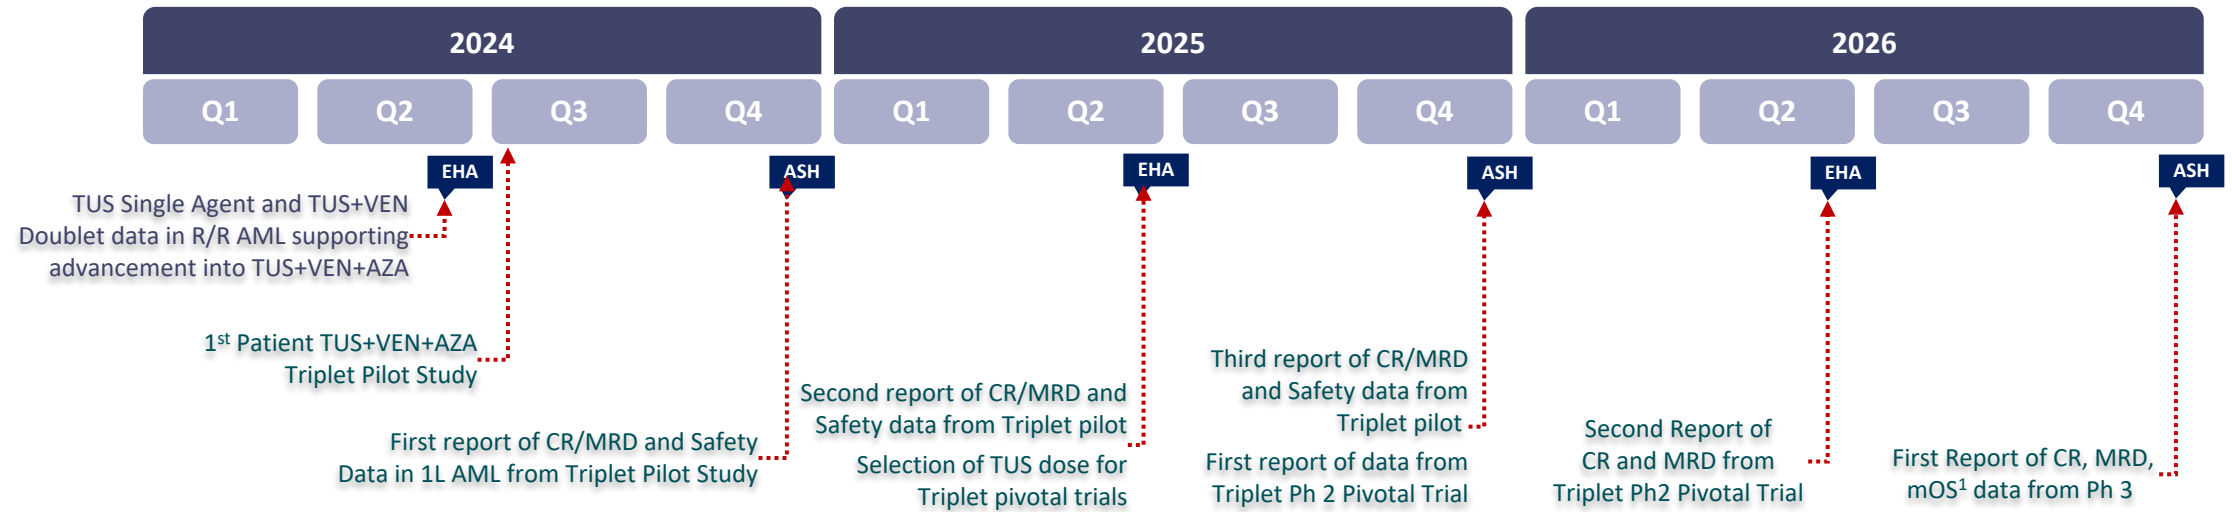 2024
2025
2026
Q1
Q2
Q3
Q4
Q1
Q2
Q3
Q4
Q1
Q2
Q3
Q4
EHA
ASH
EHA
ASH
EHA
ASH
TUS Single Agent and TUS+VEN
Doublet data in R/R AML supporting
advancement into TUS+VEN+AZA
1st Patient TUS+VEN+AZA
Triplet Pilot Study
First report of CR/MRD and Safety
Data in 1L AML from Triplet Pilot Study
Second report of CR/MRD and
Safety data from Triplet pilot
Selection of TUS dose for
Triplet pivotal trials
Third report of CR/MRD
and Safety data from
Triplet pilot
First report of data from
Triplet Ph 2 Pivotal Trial
Second Report of
CR and MRD from
Triplet Ph2 Pivotal Trial
First Report of CR, MRD,
mOS1 data from Ph 3